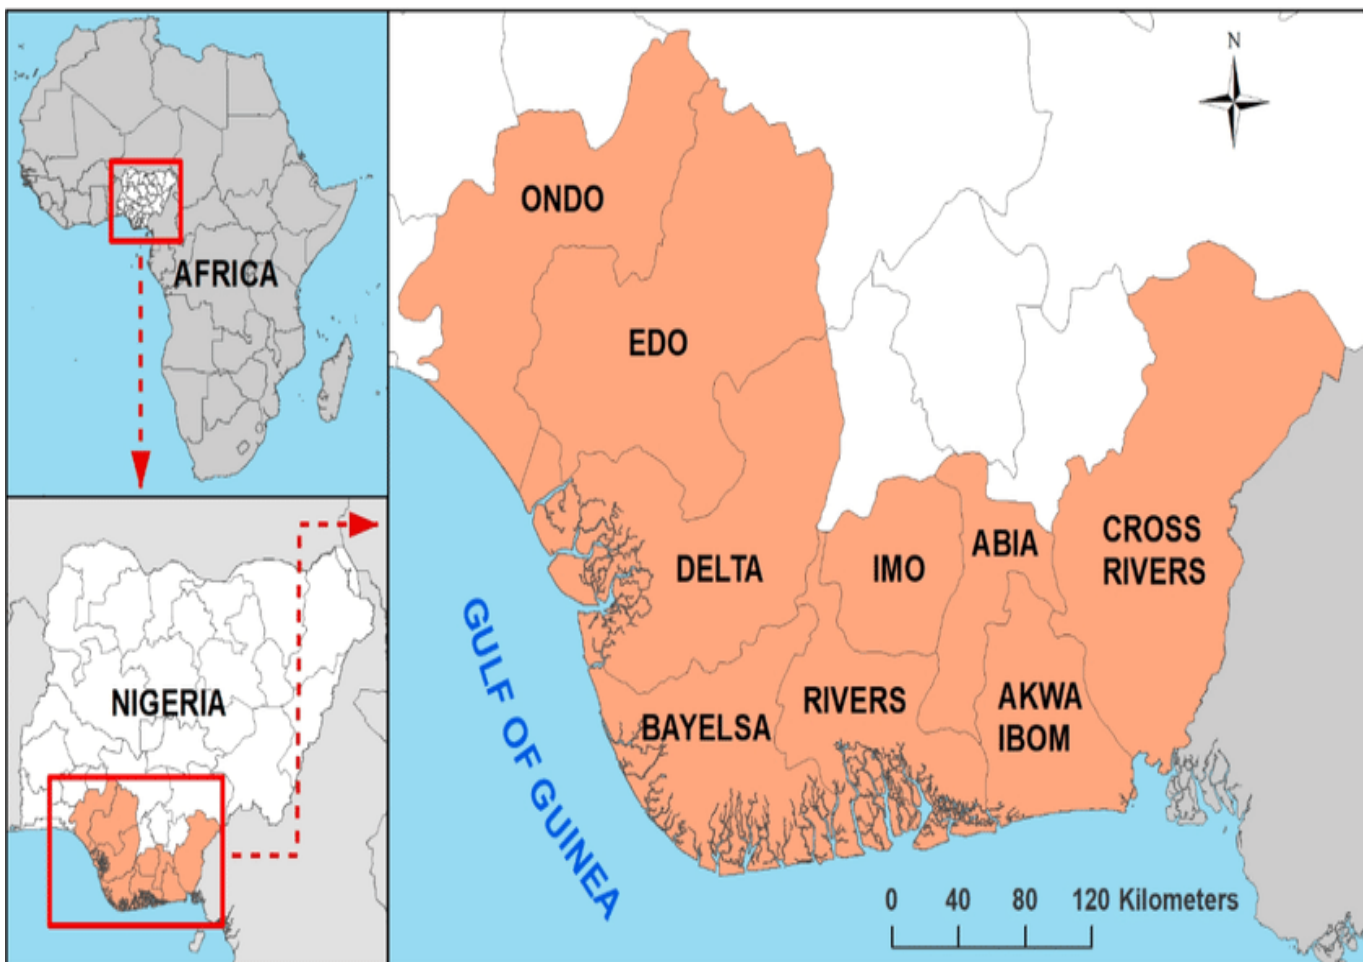 AFRICA
NIGERIA
N
ONDO
EDO
DELTA
IMO
ABIA
CROSS
RIVERS
BAYELSA
RIVERS
AKWA
IBOM
GULF OF GUINEA
0 40 80 120 Kilometers